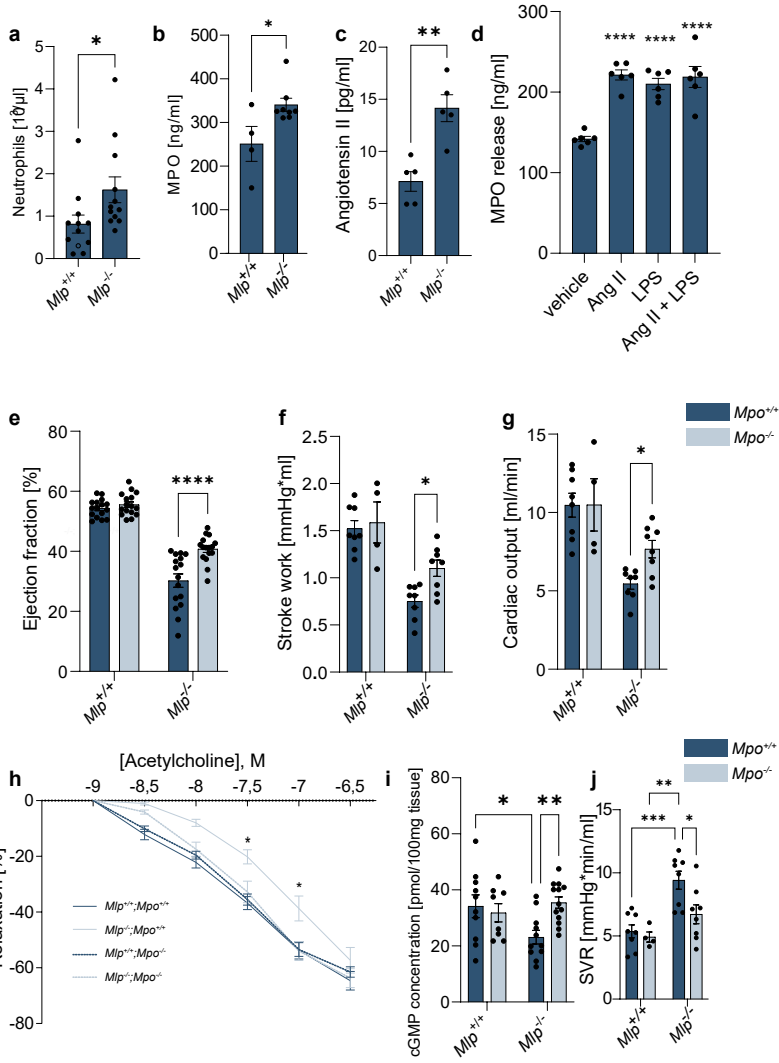 a
*
Neutrophils [10³/µl]
5
4
3
2
1
0
Mlp+/+
Mlp-/-
b
*
MPO [ng/ml]
500
400
300
200
100
0
Mlp+/+
Mlp-/-
c
**
Angiotensin II [pg/ml]
20
15
10
5
0
Mlp+/+
Mlp-/-
d
****
****
****
MPO release [ng/ml]
300
200
100
0
vehicle
Ang II
LPS
Ang II + LPS
e
****
Ejection fraction [%]
80
60
40
20
0
Mlp+/+
Mlp-/-
f
*
Stroke work [mmHg*ml]
2.5
2.0
1.5
1.0
0.5
0.0
Mlp+/+
Mlp-/-
g
Mpo+/+
Mpo-/-
*
Cardiac output [ml/min]
15
10
5
0
Mlp+/+
Mlp-/-
h
[Acetylcholine], M
-9
-8,5
-8
-7,5
-7
-6,5
0
-20
-40
-60
-80
*
*
Mlp+/+;Mpo+/+
Mlp-/-;Mpo+/+
Mlp+/+;Mpo-/-
Mlp-/-;Mpo-/-
i
*
**
cGMP concentration [pmol/100mg tissue]
80
60
40
20
0
Mlp+/+
Mlp-/-
Mpo+/+
Mpo-/-
j
**
***
*
SVR [mmHg*min/ml]
15
10
5
0
Mlp+/+
Mlp-/-